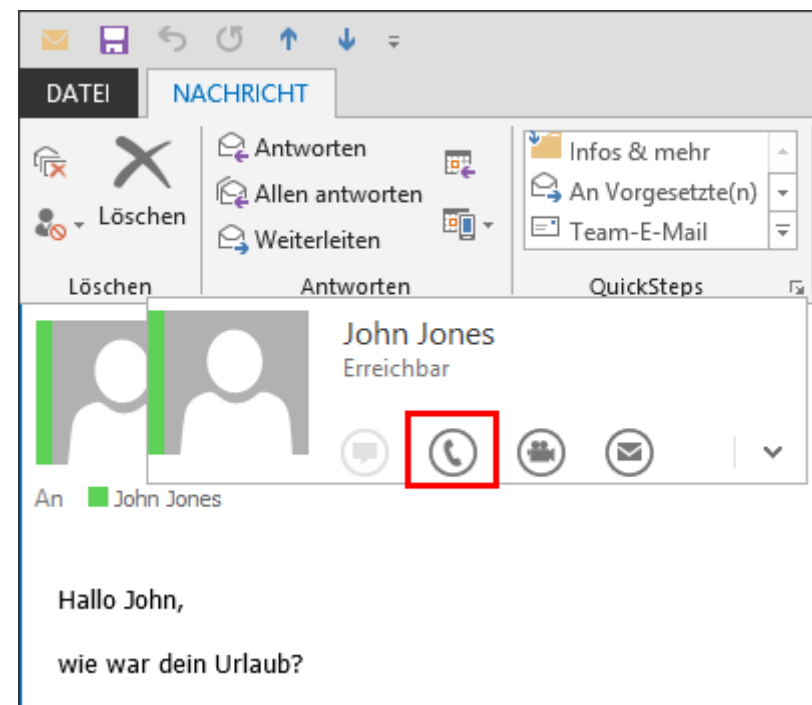 DATEI NACHRICHT
Löschen
Antworten
Allen antworten
Weiterleiten
Infos & mehr
An Vorgesetzte(n)
Team-E-Mail
Löschen Antworten QuickSteps
John Jones
Erreichbar
An John Jones
Hallo John,
wie war dein Urlaub?